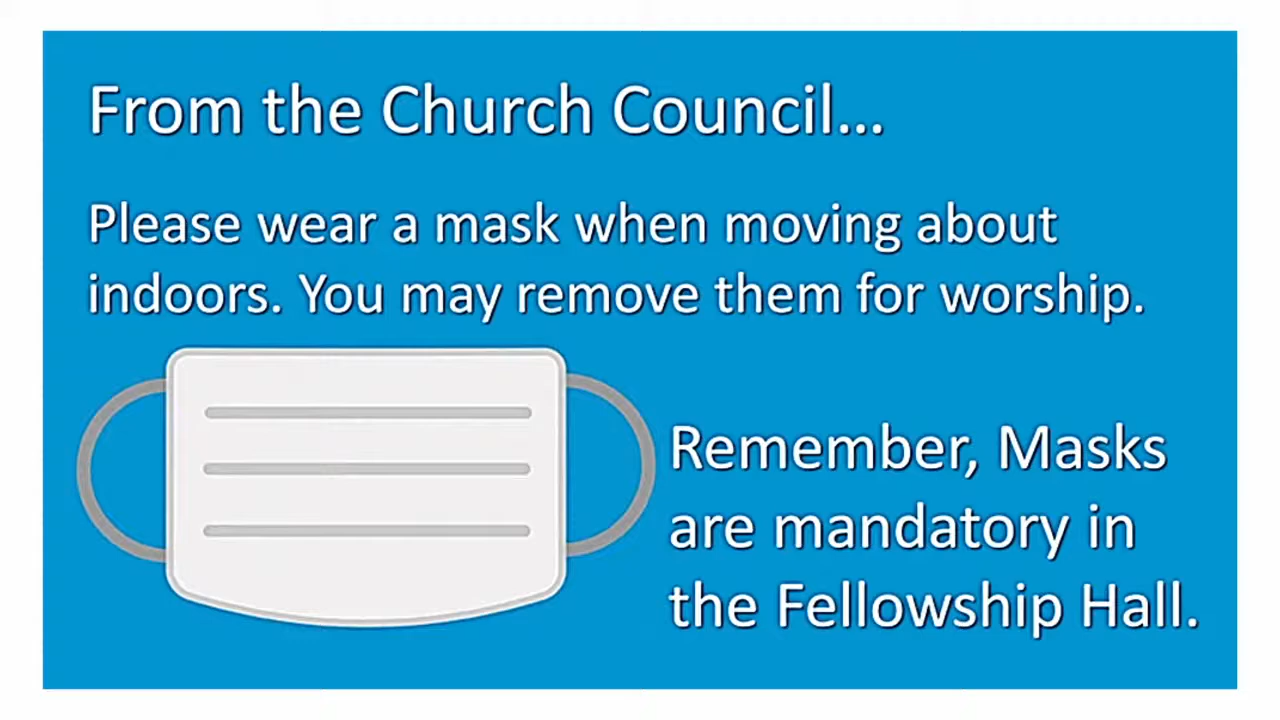 From the Church Council...
Please wear a mask when moving about
indoors. You may remove them for worship.
Remember, Masks
are mandatory in
the Fellowship Hall.